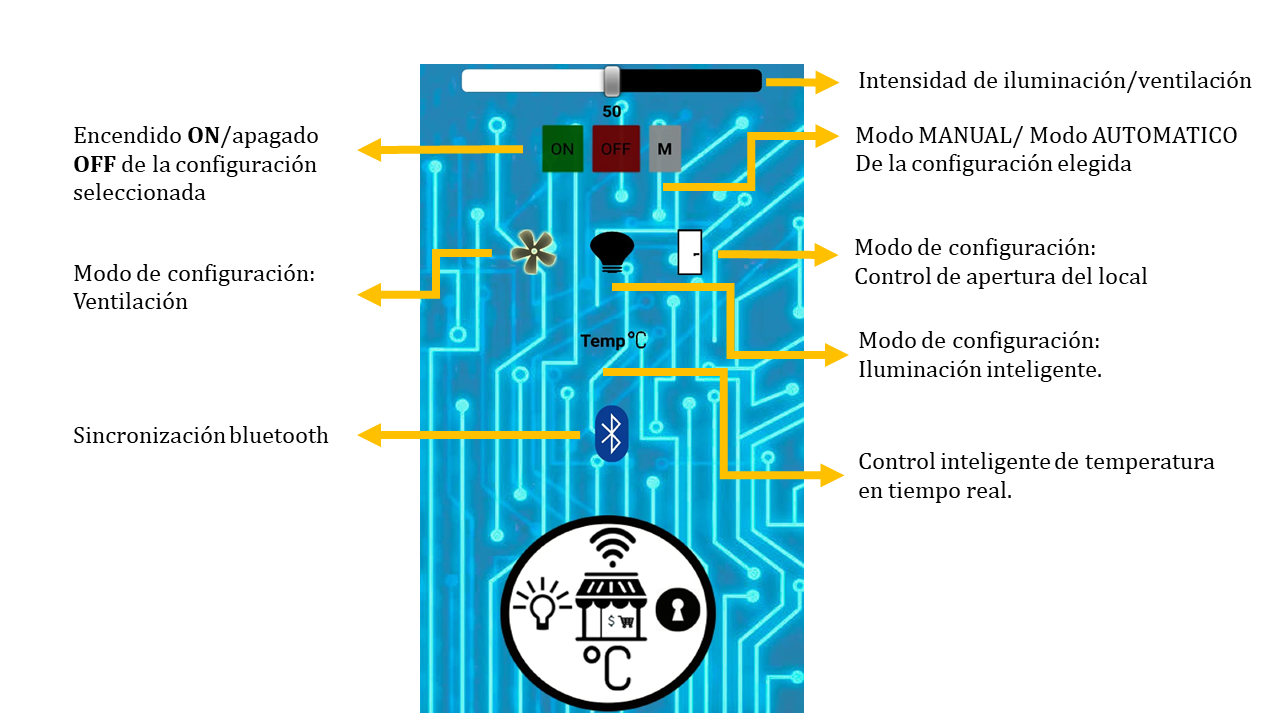 Intensidad de iluminación/ventilación
50
Encendido ON/apagado
OFF de la configuración
seleccionada
ON OFF M
Modo MANUAL/ Modo AUTOMATICO
De la configuración elegida
Modo de configuración:
Ventilación
Modo de configuración:
Control de apertura del local
Temp°C
Modo de configuración:
Iluminación inteligente.
Sincronización bluetooth
Control inteligente de temperatura
en tiempo real.
$
°C